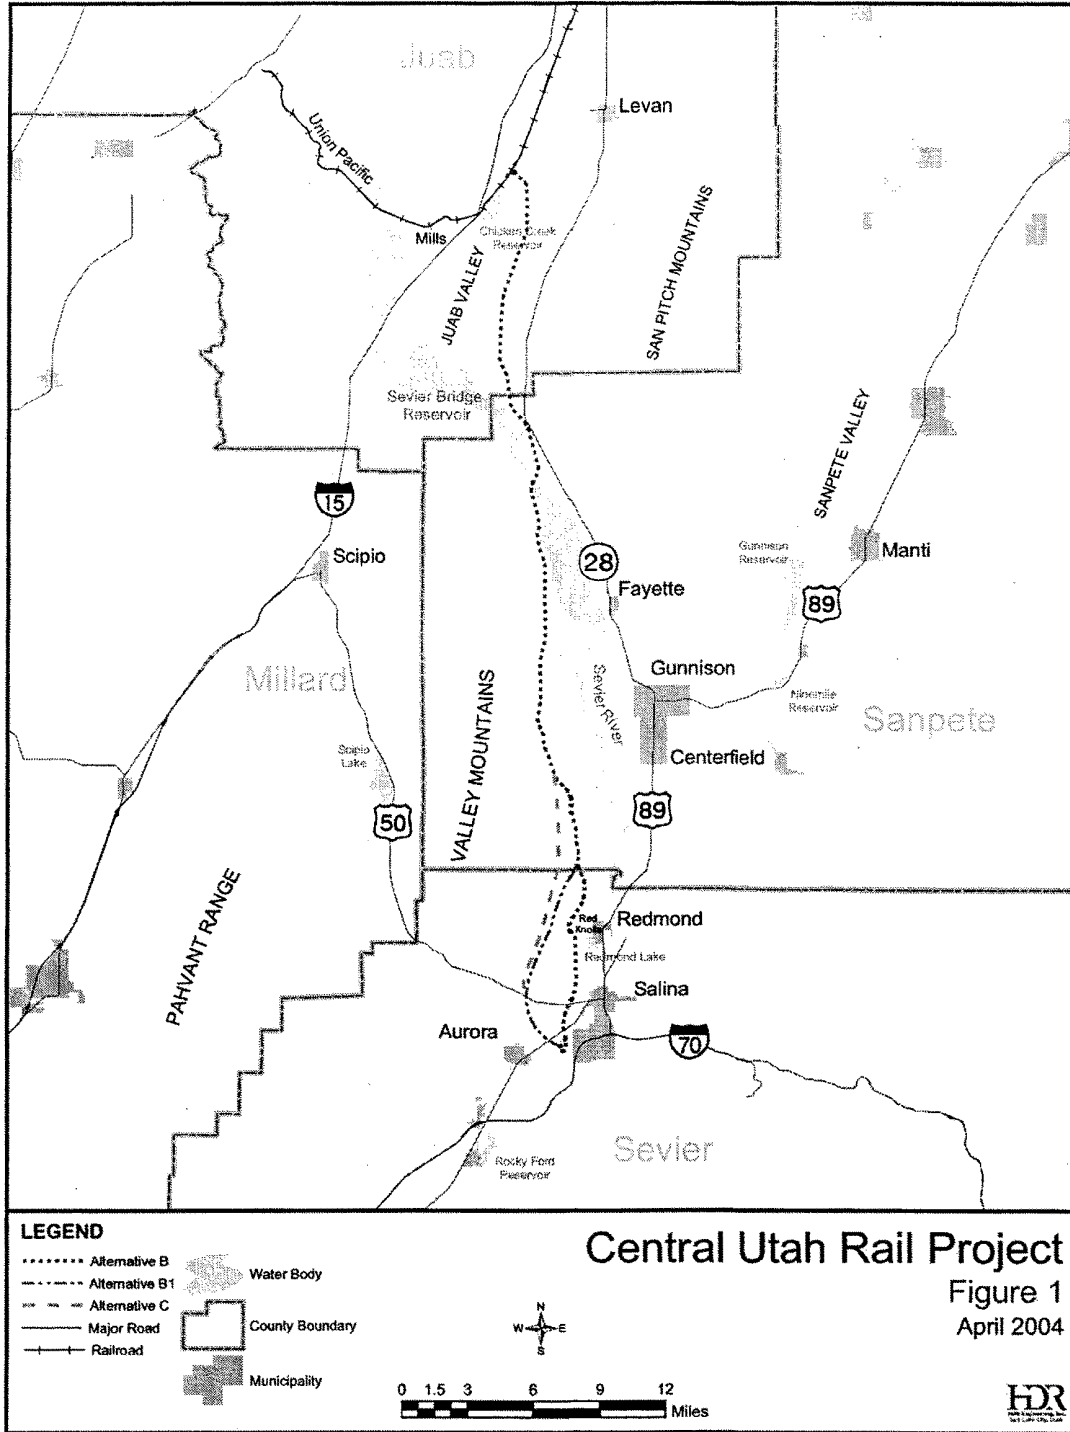 Juab
Levan
Union Pacific
Mills
Chicken Creek
Reservoir
JUAB VALLEY
SAN PITCH MOUNTAINS
Sevier Bridge
Reservoir
SANPETE VALLEY
15
Scipio
28
Fayette
Gunnison
Reservoir
Manti
89
Millard
VALLEY MOUNTAINS
Sevier River
Gunnison
Ninemile
Reservoir
Sanpete
Scipio
Lake
Centerfield
50
89
PAHVANT RANGE
Red
Knolls
Redmond
Redmond Lake
Salina
Aurora
70
Rocky Ford
Reservoir
Sevier
LEGEND
Alternative B
Alternative B1
Alternative C
Major Road
Railroad
Water Body
County Boundary
Municipality
N
W E
S
0 1.5 3 6 9 12
Miles
Central Utah Rail Project
Figure 1
April 2004
HDR